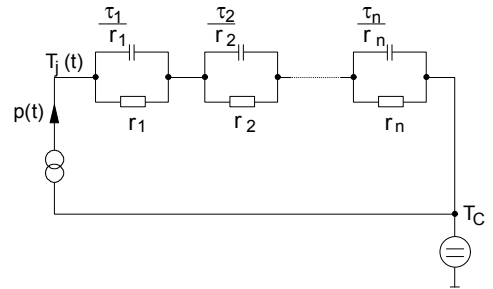 τ1 τ2 τn
r1 r2 rn
Tj (t)
r1 r2 rn
p(t)
TC